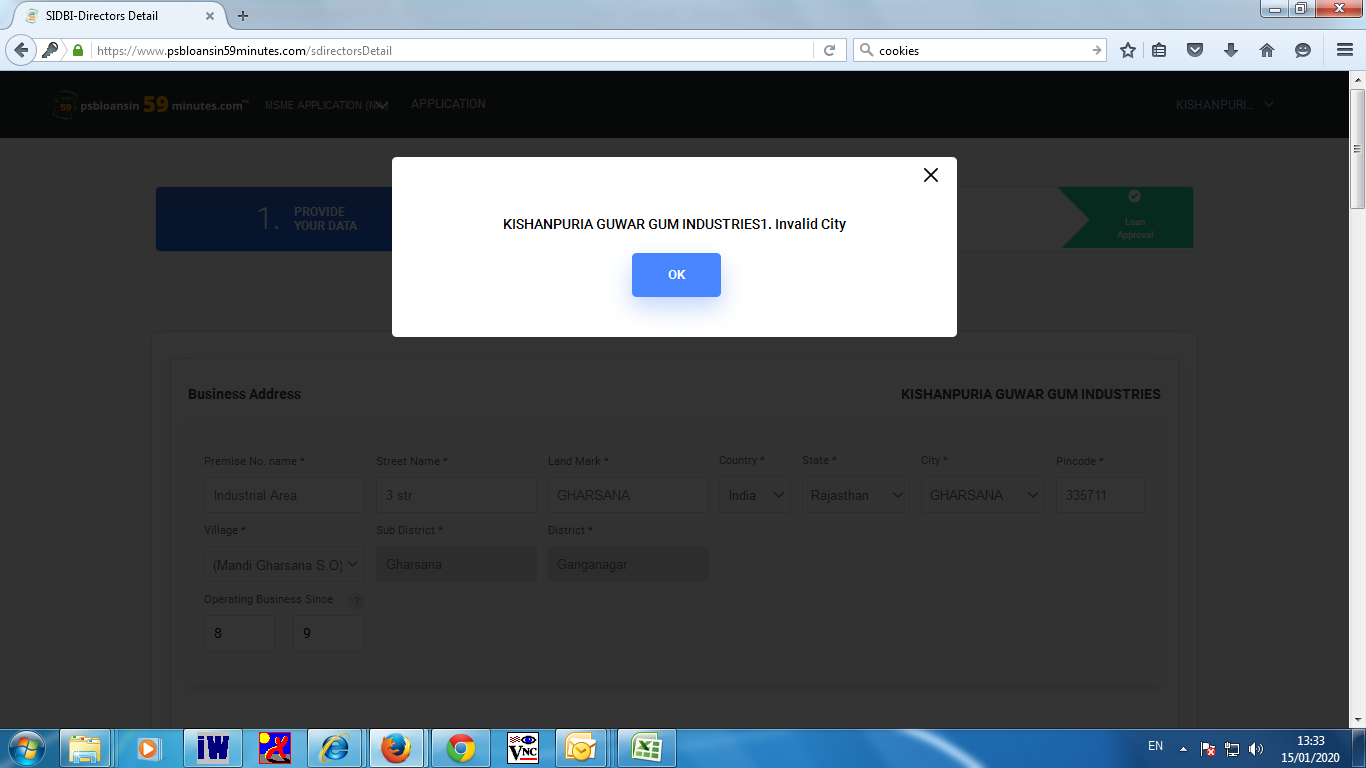 SIDBI-Directors Detail
https://www.psbloansin59minutes.com/sdirectorsDetail
cookies
psbloansin 59 minutes.com
MSME APPLICATION
APPLICATION
KISHANPURI...
1. PROVIDE
YOUR DATA
Loan
Approval
KISHANPURIA GUWAR GUM INDUSTRIES1. Invalid City
OK
Business Address
KISHANPURIA GUWAR GUM INDUSTRIES
Premise No. name * Street Name * Land Mark * Country * State * City * Pincode *
Industrial Area 3 str GHARSANA India Rajasthan GHARSANA 335711
Village * Sub District * District *
(Mandi Gharsana S.O) Gharsana Ganganagar
Operating Business Since ?
8 9
iW
VNC
EN
13:33
15/01/2020